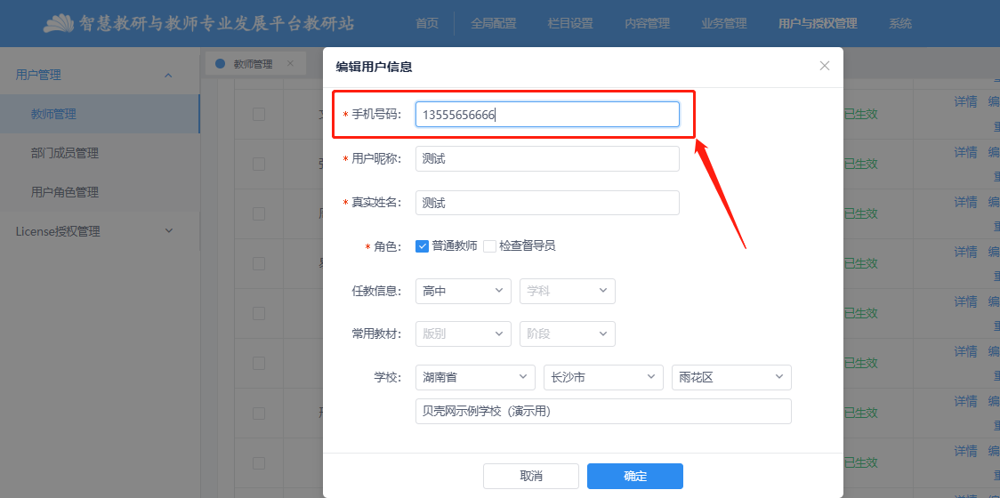 智慧教研与教师专业发展平台教研站
首页 全局配置 栏目设置 内容管理 业务管理 用户与授权管理 系统
用户管理
教师管理
部门成员管理
用户角色管理
License授权管理
教师管理 ×
编辑用户信息
* 手机号码: 13555656666
* 用户昵称: 测试
* 真实姓名: 测试
* 角色: 普通教师 检查督导员
任教信息: 高中 学科
常用教材: 版别 阶段
学校: 湖南省 长沙市 雨花区
贝壳网示例学校（演示用）
取消 确定
已生效 详情 编
已生效 详情 编
已生效 详情 编
已生效 详情 编
已生效 详情 编
已生效 详情 编
已生效 详情 编
已生效 详情 编